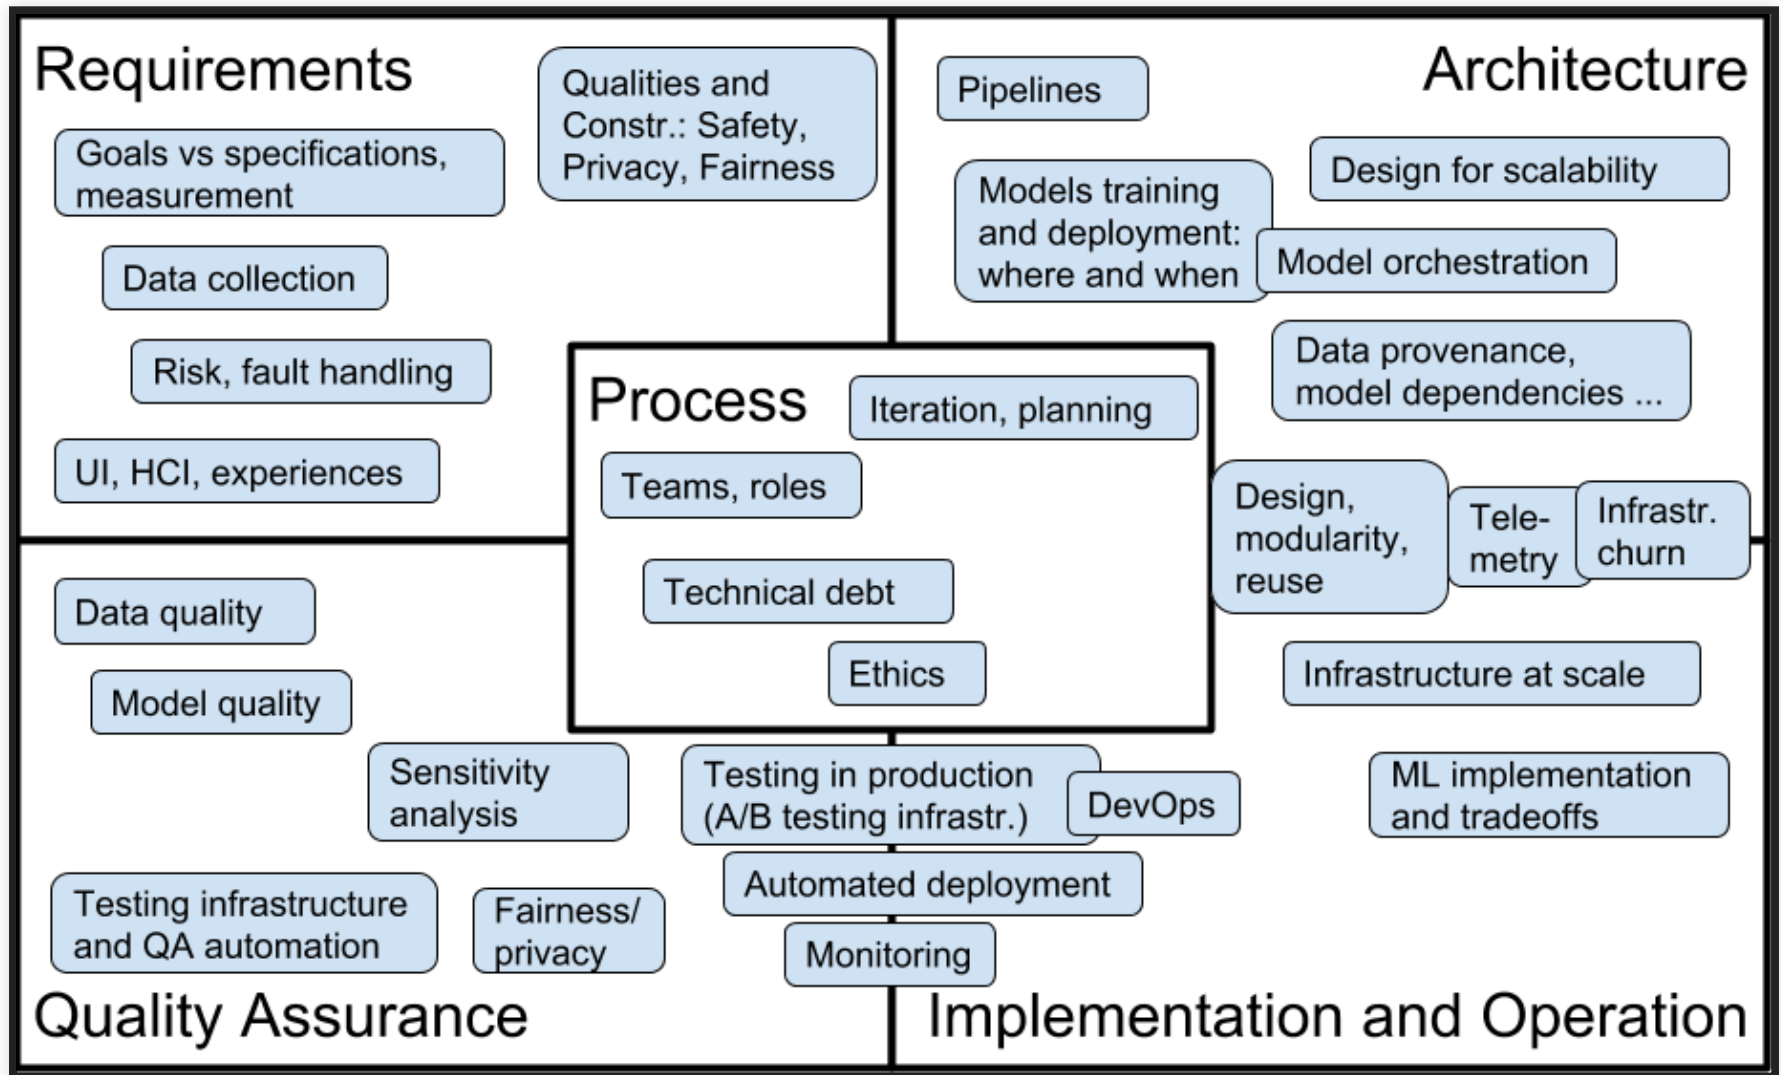 Requirements
Qualities and
Constr.: Safety,
Privacy, Fairness
Goals vs specifications,
measurement
Data collection
Risk, fault handling
UI, HCI, experiences
Architecture
Pipelines
Design for scalability
Models training
and deployment:
where and when
Model orchestration
Data provenance,
model dependencies ...
Process
Iteration, planning
Teams, roles
Technical debt
Ethics
Design,
modularity,
reuse
Tele-
metry
Infrastr.
churn
Data quality
Model quality
Sensitivity
analysis
Testing infrastructure
and QA automation
Fairness/
privacy
Quality Assurance
Testing in production
(A/B testing infrastr.)
DevOps
Automated deployment
Monitoring
Infrastructure at scale
ML implementation
and tradeoffs
Implementation and Operation